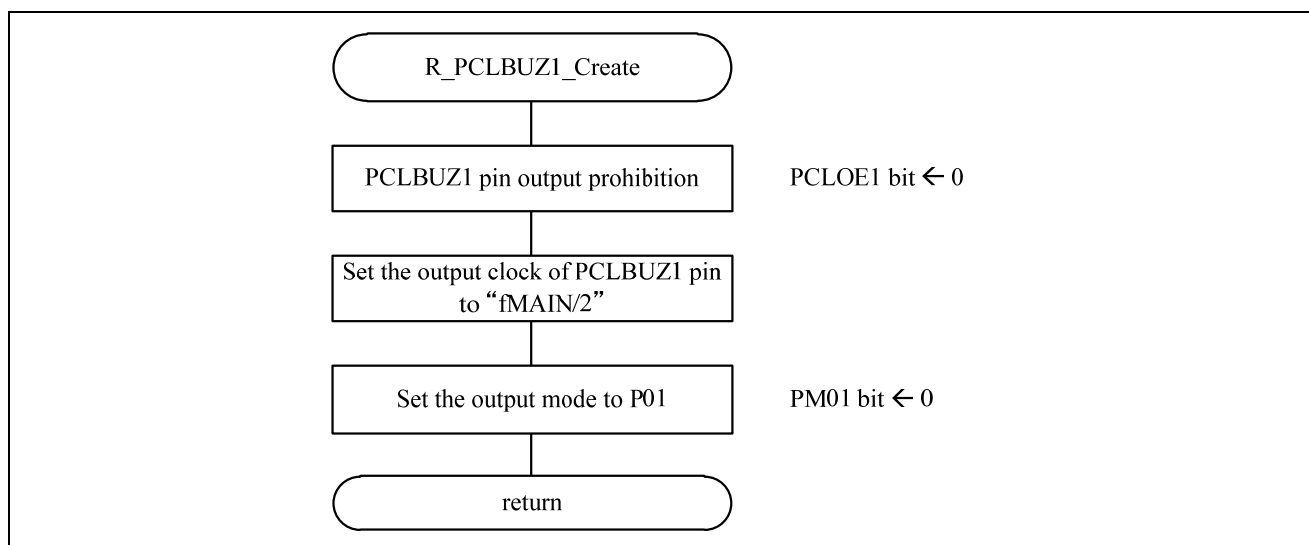 R_PCLBUZ1_Create
PCLBUZ1 pin output prohibition
PCLOE1 bit ← 0
Set the output clock of PCLBUZ1 pin
to “fMAIN/2”
Set the output mode to P01
PM01 bit ← 0
return